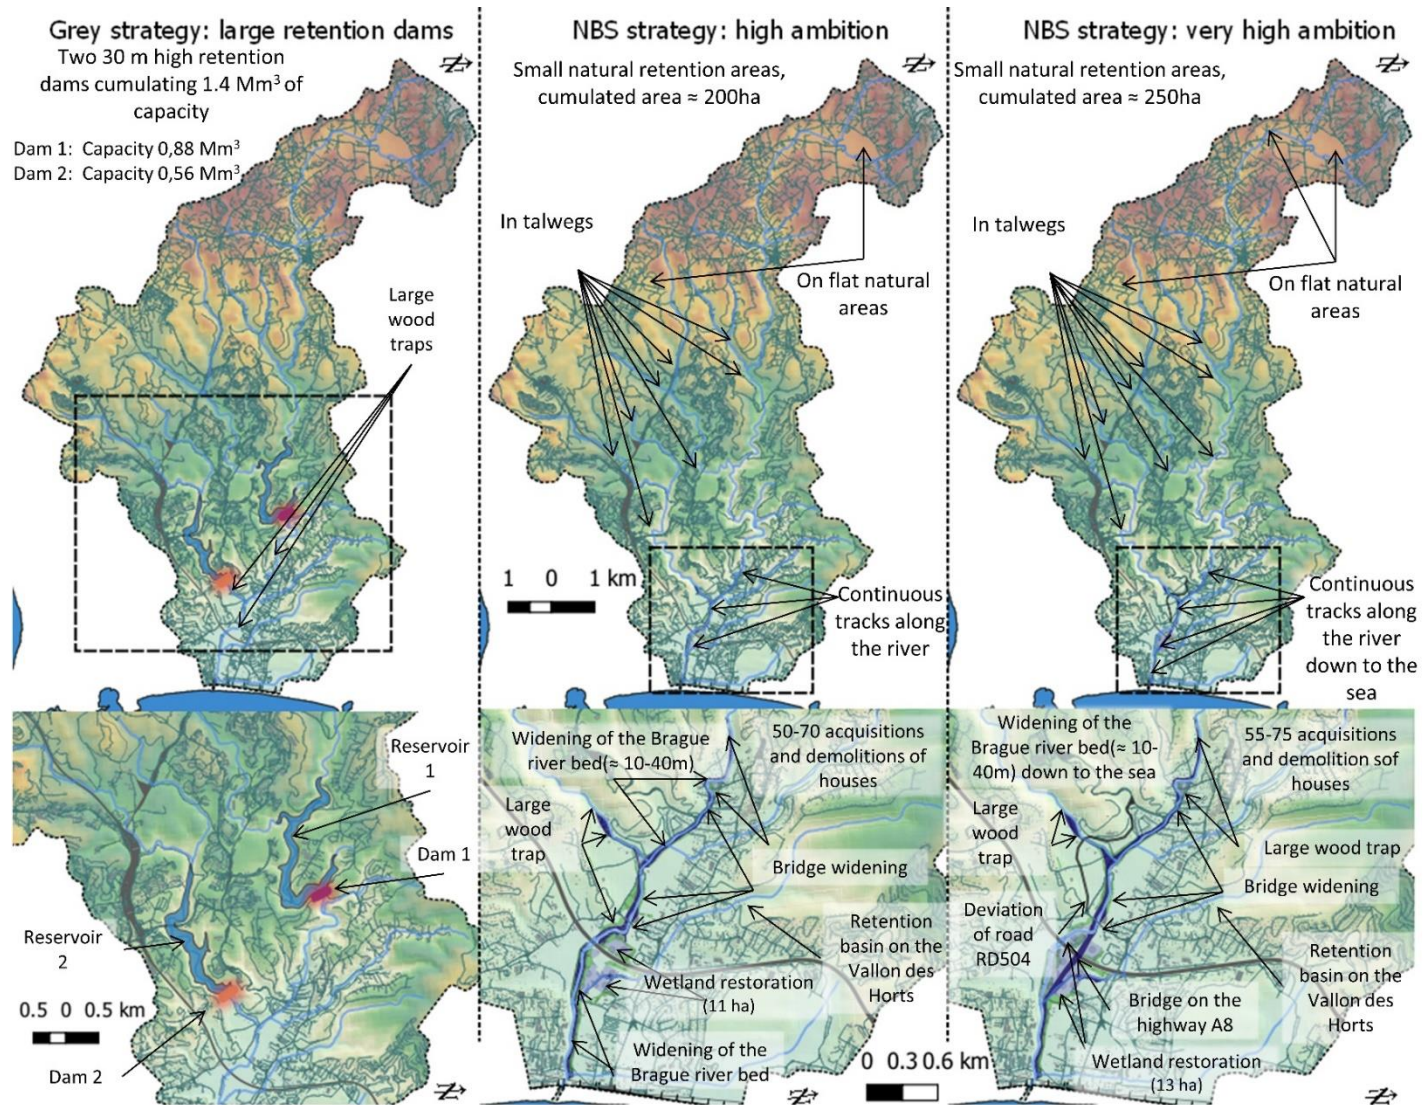 Grey strategy: large retention dams
Two 30 m high retention
dams cumulating 1.4 Mm³ of
capacity
Dam 1: Capacity 0,88 Mm³
Dam 2: Capacity 0,56 Mm³
Large
wood
traps
Reservoir
1
Dam 1
Reservoir
2
0.5 0 0.5 km
Dam 2
Z
Z
NBS strategy: high ambition
Small natural retention areas,
cumulated area ≈ 200ha
In talwegs
On flat natural
areas
1 0 1 km
Continuous
tracks along
the river
Widening of the Brague
river bed(≈ 10-40m)
50-70 acquisitions
and demolitions of
houses
Large
wood
trap
Bridge widening
Retention
basin on the
Vallon des
Horts
Wetland restoration
(11 ha)
Widening of the
Brague river bed
0 0.3 0.6 km
Z
Z
NBS strategy: very high ambition
Small natural retention areas,
cumulated area ≈ 250ha
In talwegs
On flat natural
areas
Continuous
tracks along
the river
down to the
sea
Widening of the
Brague river bed(≈ 10-
40m) down to the sea
55-75 acquisitions
and demolition sof
houses
Large
wood
trap
Large wood trap
Bridge widening
Deviation
of road
RD504
Retention
basin on the
Vallon des
Horts
Bridge on the
highway A8
Wetland restoration
(13 ha)
Z
Z